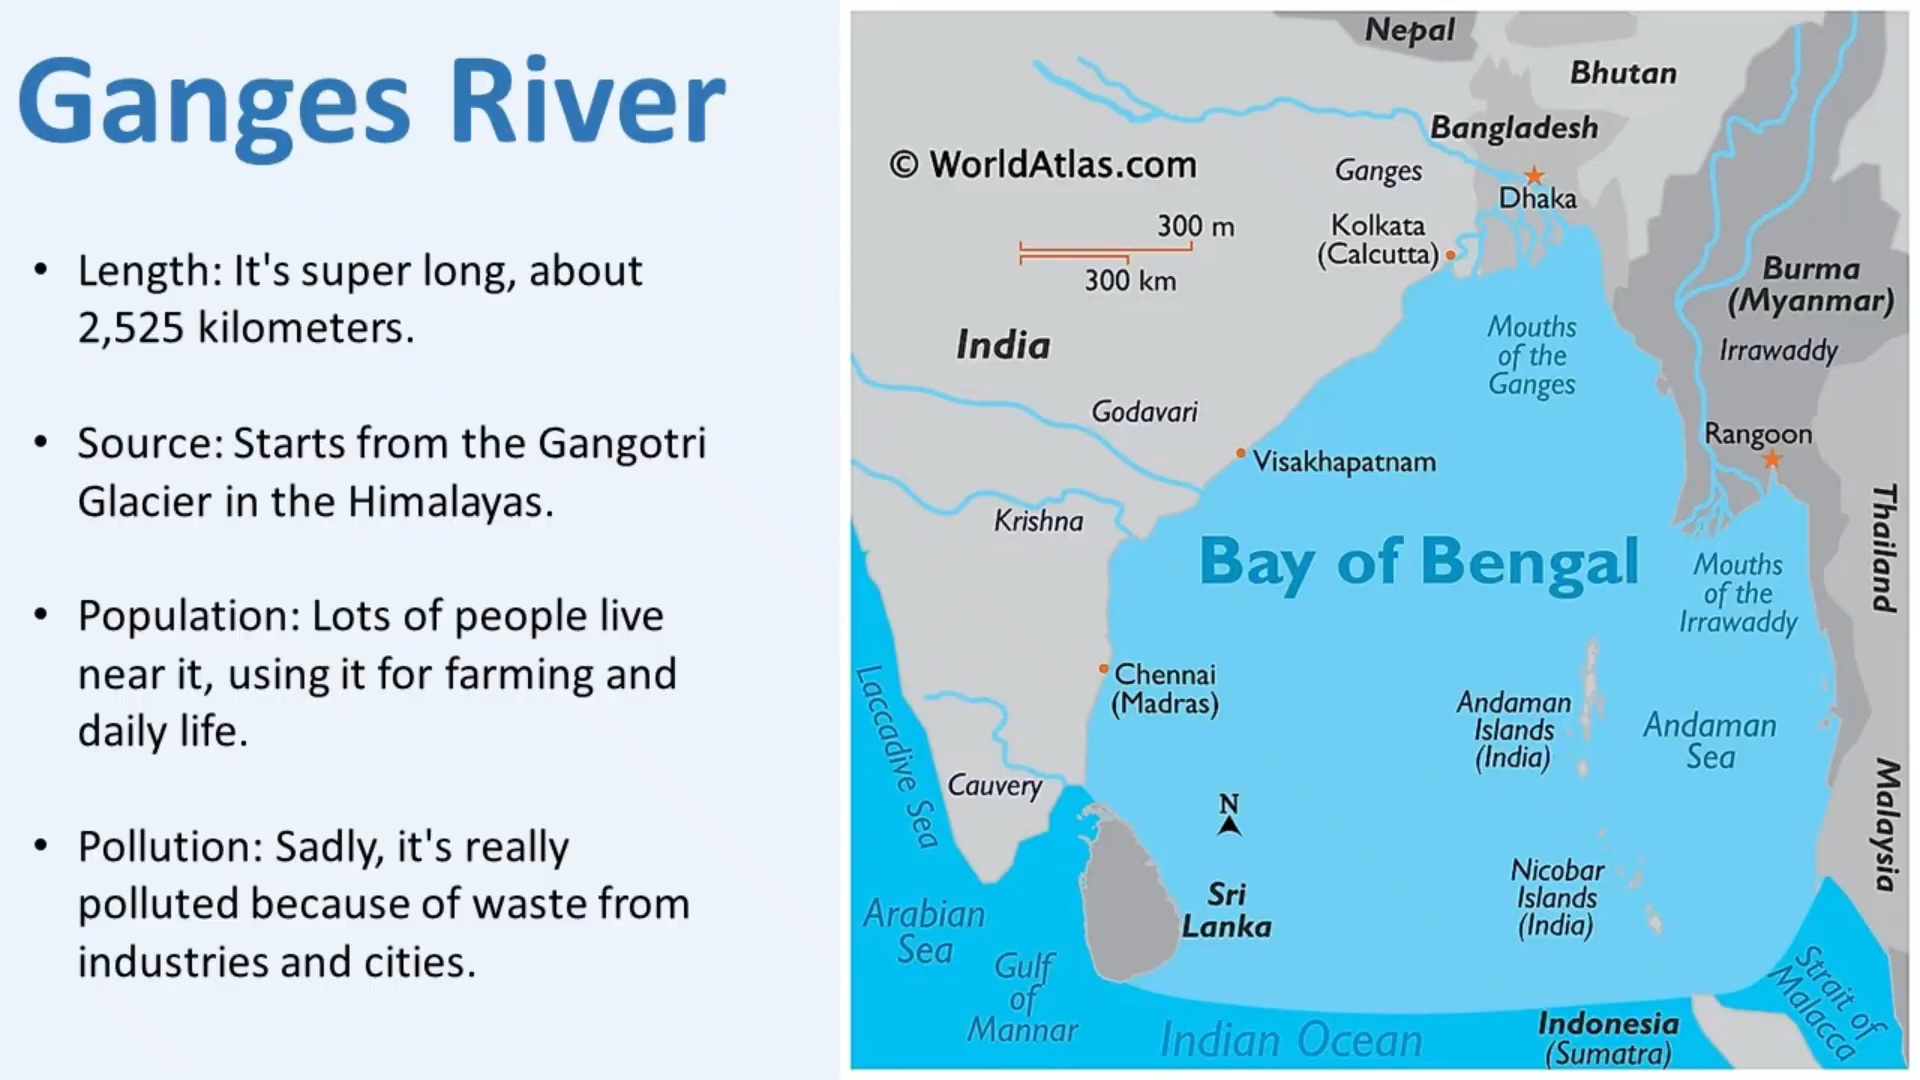 Ganges River
• Length: It's super long, about
2,525 kilometers.
• Source: Starts from the Gangotri
Glacier in the Himalayas.
• Population: Lots of people live
near it, using it for farming and
daily life.
• Pollution: Sadly, it's really
polluted because of waste from
industries and cities.
Nepal
Bhutan
Bangladesh
© WorldAtlas.com
Ganges
Dhaka
300 m
300 km
Kolkata
(Calcutta)
Burma
(Myanmar)
Mouths
of the
Ganges
India
Irrawaddy
Godavari
Rangoon
Visakhapatnam
Krishna
Thailand
Bay of Bengal
Mouths
of the
Irrawaddy
Chennai
(Madras)
Laccadive Sea
Andaman
Islands
(India)
Andaman
Sea
Cauvery
N
Malaysia
Sri
Lanka
Nicobar
Islands
(India)
Arabian
Sea
Gulf
of
Mannar
Strait of
Malacca
Indian Ocean
Indonesia
(Sumatra)